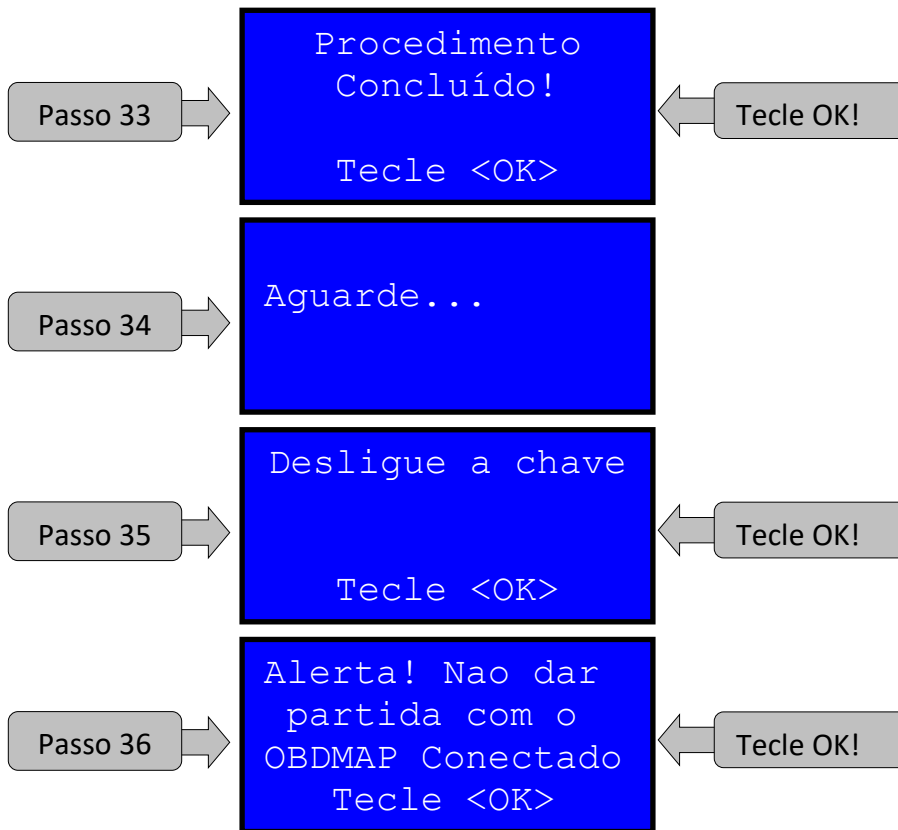 Passo 33
Procedimento
Concluído!
Tecle <OK>
Tecle OK!
Passo 34
Aguarde...
Passo 35
Desligue a chave
Tecle <OK>
Tecle OK!
Passo 36
Alerta! Nao dar
partida com o
OBDMAP Conectado
Tecle <OK>
Tecle OK!